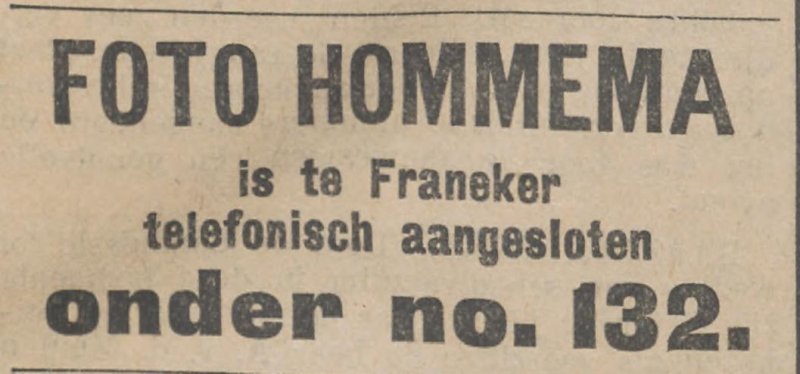 FOTO HOMMEMA
is te Franeker
telefonisch aangesloten
onder no. 132.